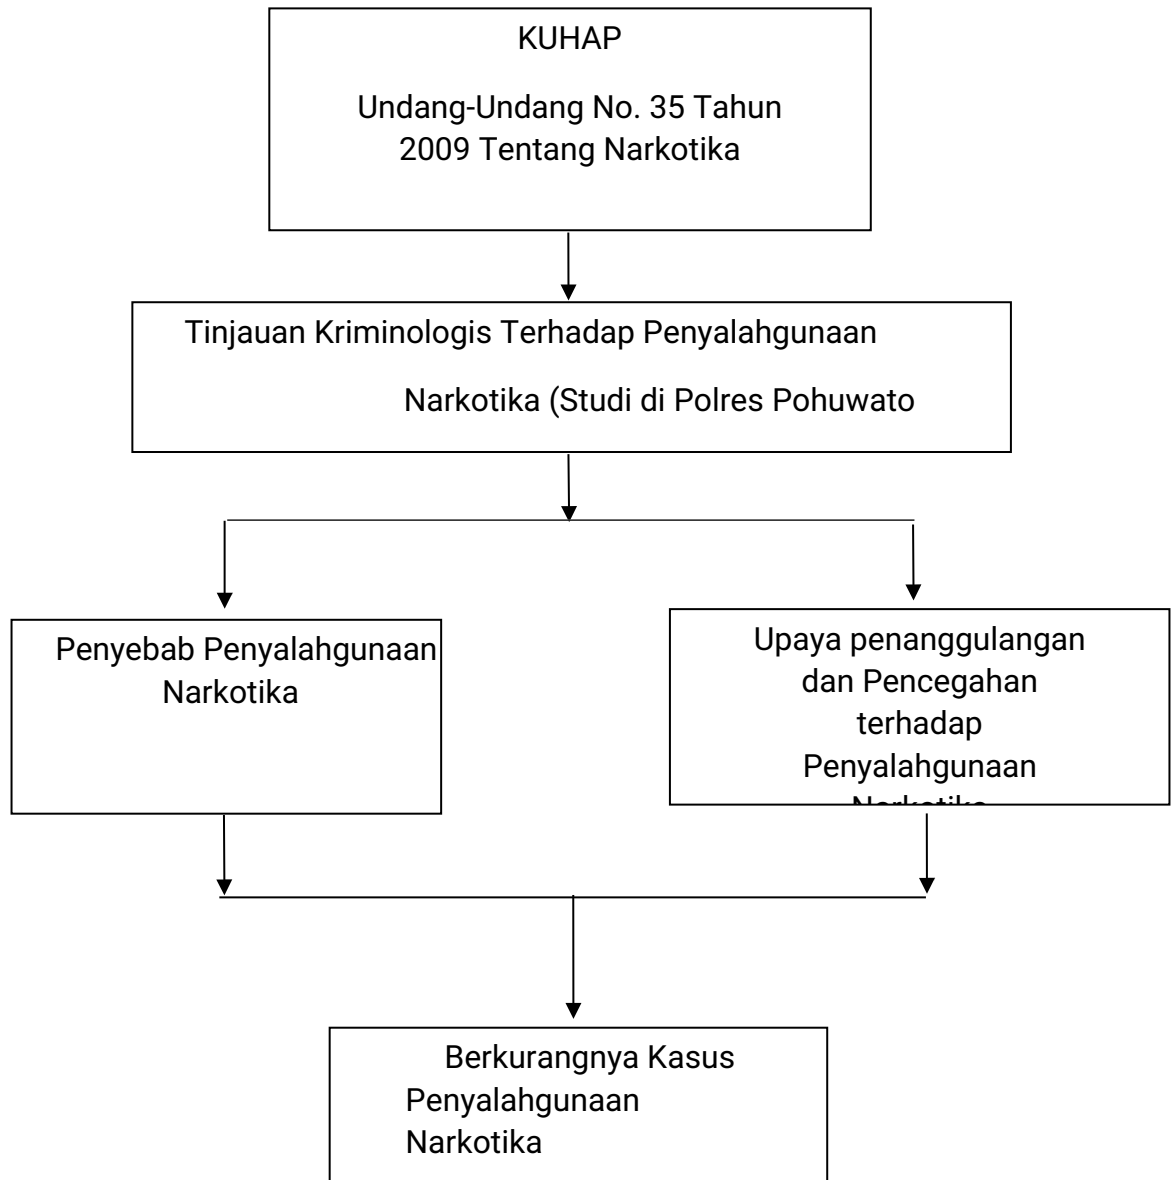 KUHAP
Undang-Undang No. 35 Tahun
2009 Tentang Narkotika
Tinjauan Kriminologis Terhadap Penyalahgunaan
Narkotika (Studi di Polres Pohuwato
Penyebab Penyalahgunaan
Narkotika
Upaya penanggulangan
dan Pencegahan
terhadap
Penyalahgunaan
Narkotika
Berkurangnya Kasus
Penyalahgunaan
Narkotika